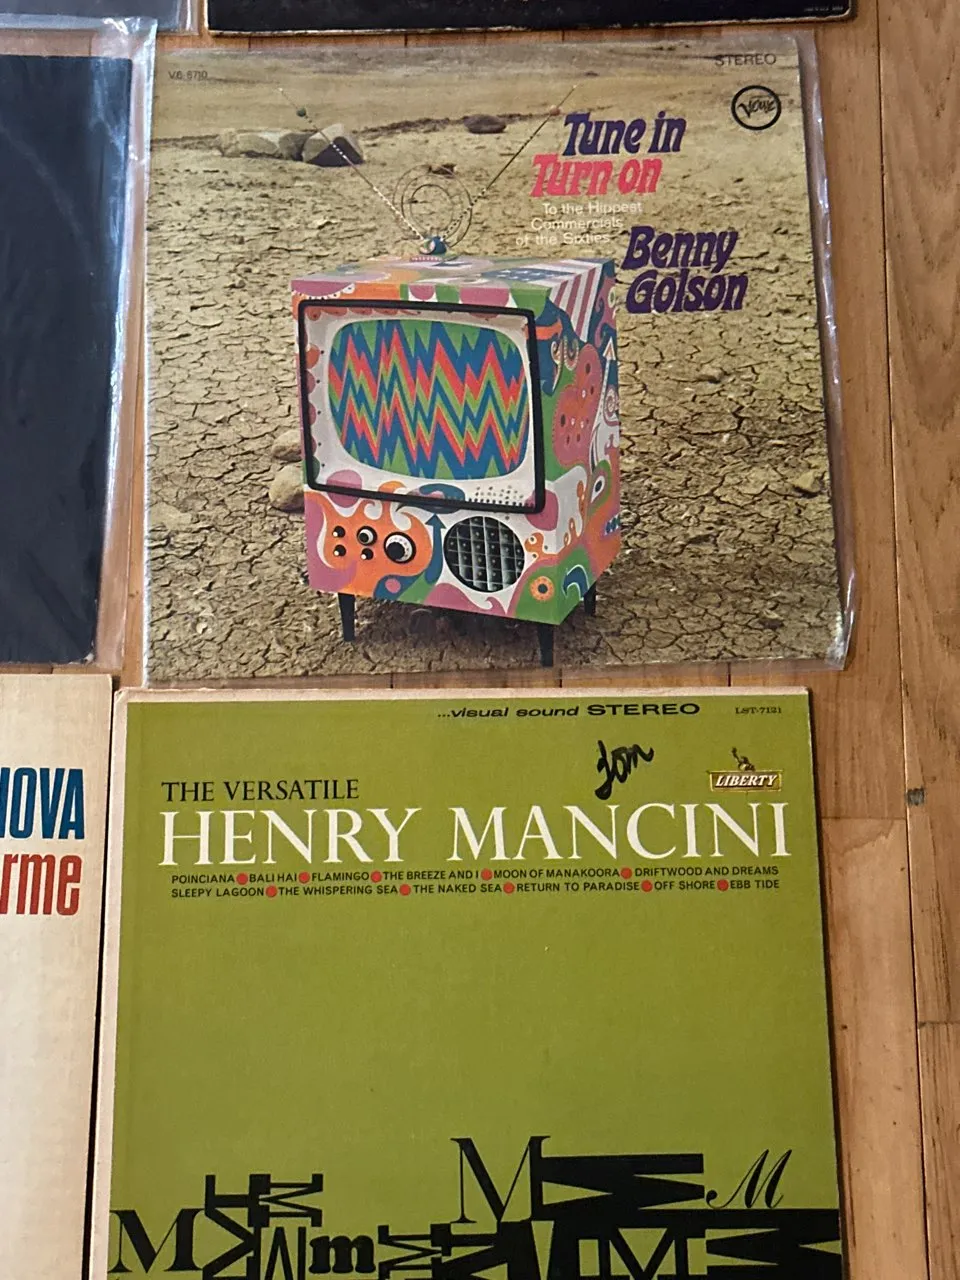 V6-8710
STEREO
Verve
Tune in
Turn on
To the Hippest
Commercials
of the Sixties
Benny
Golson
NOVA
rme
...visual sound STEREO
LST-7121
Tom
LIBERTY
THE VERSATILE
HENRY MANCINI
POINCIANA ● BALI HAI ● FLAMINGO ● THE BREEZE AND I ● MOON OF MANAKOORA ● DRIFTWOOD AND DREAMS
SLEEPY LAGOON ● THE WHISPERING SEA ● THE NAKED SEA ● RETURN TO PARADISE ● OFF SHORE ● EBB TIDE
M M M
M M M m M M M